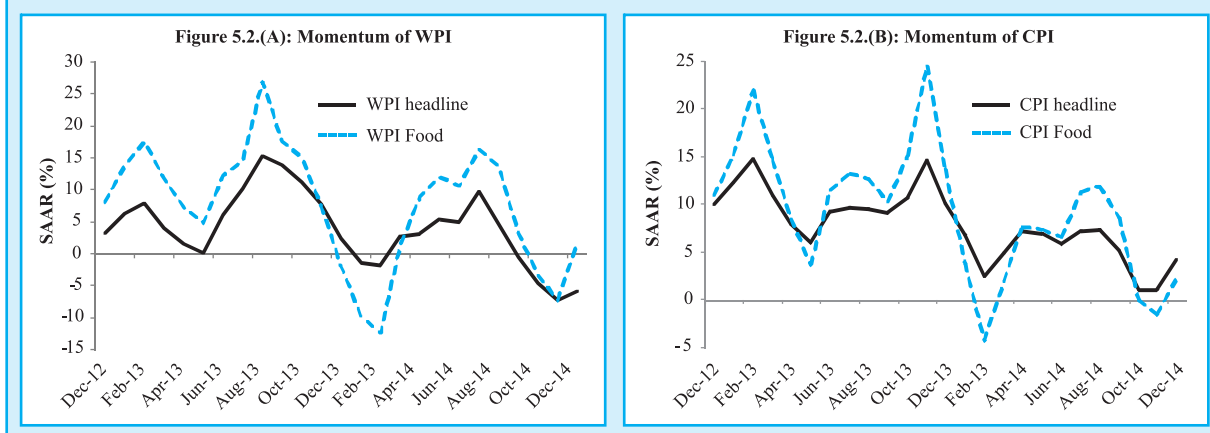 Figure 5.2.(A): Momentum of WPI
30
25
20
15
10
5
0
-5
-10
-15
SAAR (%)
WPI headline
WPI Food
Dec-12
Feb-13
Apr-13
Jun-13
Aug-13
Oct-13
Dec-13
Feb-13
Apr-14
Jun-14
Aug-14
Oct-14
Dec-14
Figure 5.2.(B): Momentum of CPI
25
20
15
10
5
0
-5
SAAR (%)
CPI headline
CPI Food
Dec-12
Feb-13
Apr-13
Jun-13
Aug-13
Oct-13
Dec-13
Feb-13
Apr-14
Jun-14
Aug-14
Oct-14
Dec-14